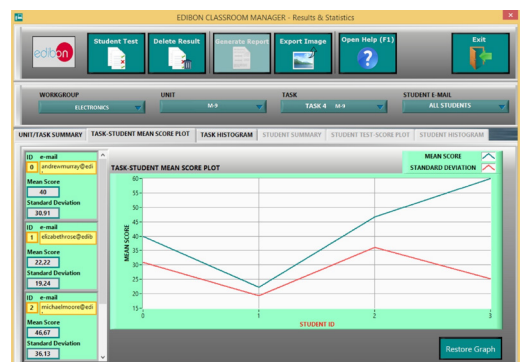 EDIBON CLASSROOM MANAGER - Results & Statistics
edibon
Student Test
Delete Result
Generate Report
Export Image
Open Help (F1)
Exit
WORKGROUP
UNIT
TASK
STUDENT E-MAIL
ELECTRONICS
M-9
TASK 4 M-9
ALL STUDENTS
UNIT/TASK SUMMARY
TASK-STUDENT MEAN SCORE PLOT
TASK HISTOGRAM
STUDENT SUMMARY
STUDENT TEST-SCORE PLOT
STUDENT HISTOGRAM
ID e-mail
0 andrewmurray@edi
Mean Score
40
Standard Deviation
30,91
ID e-mail
1 elizabethrose@edib
Mean Score
22,22
Standard Deviation
19,24
ID e-mail
2 michaelmoore@edi
Mean Score
46,67
Standard Deviation
36,13
TASK-STUDENT MEAN SCORE PLOT
MEAN SCORE
STANDARD DEVIATION
60
55
50
45
40
35
30
25
20
15
MEAN SCORE
0
1
2
3
STUDENT ID
Restore Graph